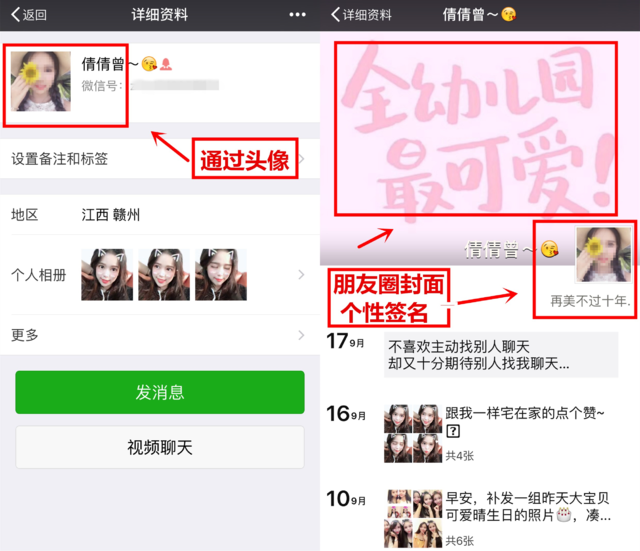 返回
详细资料
倩倩曾～😘
微信号：
通过头像
设置备注和标签
地区
江西 赣州
个人相册
更多
发消息
视频聊天
详细资料
倩倩曾～😘
全幼儿园
最可爱！
倩倩曾～😘
朋友圈封面
个性签名
再美不过十年.
17 9月
不喜欢主动找别人聊天
却又十分期待别人找我聊天...
16 9月
跟我一样宅在家的点个赞~
共4张
10 9月
早安，补发一组昨天大宝贝
可爱晴生日的照片🎂，凑...
共6张